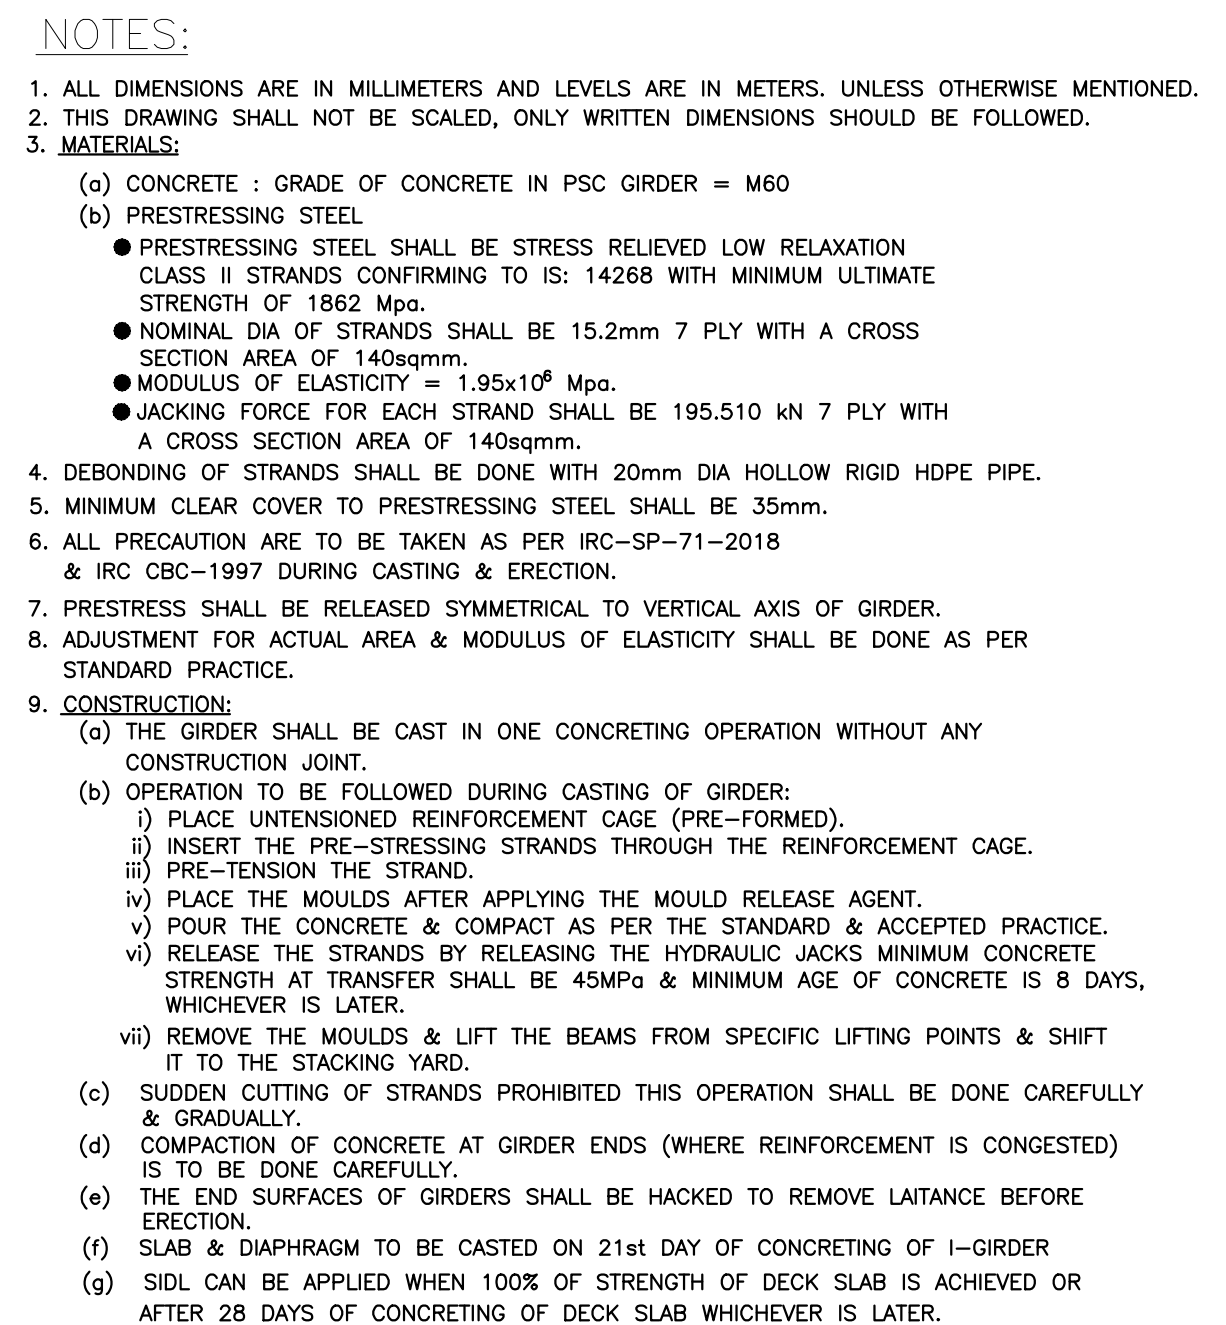 NOTES:
1. ALL DIMENSIONS ARE IN MILLIMETERS AND LEVELS ARE IN METERS. UNLESS OTHERWISE MENTIONED.
2. THIS DRAWING SHALL NOT BE SCALED, ONLY WRITTEN DIMENSIONS SHOULD BE FOLLOWED.
3. MATERIALS:
(a) CONCRETE : GRADE OF CONCRETE IN PSC GIRDER = M60
(b) PRESTRESSING STEEL
● PRESTRESSING STEEL SHALL BE STRESS RELIEVED LOW RELAXATION
CLASS II STRANDS CONFIRMING TO IS: 14268 WITH MINIMUM ULTIMATE
STRENGTH OF 1862 Mpa.
● NOMINAL DIA OF STRANDS SHALL BE 15.2mm 7 PLY WITH A CROSS
SECTION AREA OF 140sqmm.
● MODULUS OF ELASTICITY = 1.95x10⁶ Mpa.
● JACKING FORCE FOR EACH STRAND SHALL BE 195.510 kN 7 PLY WITH
A CROSS SECTION AREA OF 140sqmm.
4. DEBONDING OF STRANDS SHALL BE DONE WITH 20mm DIA HOLLOW RIGID HDPE PIPE.
5. MINIMUM CLEAR COVER TO PRESTRESSING STEEL SHALL BE 35mm.
6. ALL PRECAUTION ARE TO BE TAKEN AS PER IRC-SP-71-2018
& IRC CBC-1997 DURING CASTING & ERECTION.
7. PRESTRESS SHALL BE RELEASED SYMMETRICAL TO VERTICAL AXIS OF GIRDER.
8. ADJUSTMENT FOR ACTUAL AREA & MODULUS OF ELASTICITY SHALL BE DONE AS PER
STANDARD PRACTICE.
9. CONSTRUCTION:
(a) THE GIRDER SHALL BE CAST IN ONE CONCRETING OPERATION WITHOUT ANY
CONSTRUCTION JOINT.
(b) OPERATION TO BE FOLLOWED DURING CASTING OF GIRDER:
i) PLACE UNTENSIONED REINFORCEMENT CAGE (PRE-FORMED).
ii) INSERT THE PRE-STRESSING STRANDS THROUGH THE REINFORCEMENT CAGE.
iii) PRE-TENSION THE STRAND.
iv) PLACE THE MOULDS AFTER APPLYING THE MOULD RELEASE AGENT.
v) POUR THE CONCRETE & COMPACT AS PER THE STANDARD & ACCEPTED PRACTICE.
vi) RELEASE THE STRANDS BY RELEASING THE HYDRAULIC JACKS MINIMUM CONCRETE
STRENGTH AT TRANSFER SHALL BE 45MPa & MINIMUM AGE OF CONCRETE IS 8 DAYS,
WHICHEVER IS LATER.
vii) REMOVE THE MOULDS & LIFT THE BEAMS FROM SPECIFIC LIFTING POINTS & SHIFT
IT TO THE STACKING YARD.
(c) SUDDEN CUTTING OF STRANDS PROHIBITED THIS OPERATION SHALL BE DONE CAREFULLY
& GRADUALLY.
(d) COMPACTION OF CONCRETE AT GIRDER ENDS (WHERE REINFORCEMENT IS CONGESTED)
IS TO BE DONE CAREFULLY.
(e) THE END SURFACES OF GIRDERS SHALL BE HACKED TO REMOVE LAITANCE BEFORE
ERECTION.
(f) SLAB & DIAPHRAGM TO BE CASTED ON 21st DAY OF CONCRETING OF I-GIRDER
(g) SIDL CAN BE APPLIED WHEN 100% OF STRENGTH OF DECK SLAB IS ACHIEVED OR
AFTER 28 DAYS OF CONCRETING OF DECK SLAB WHICHEVER IS LATER.